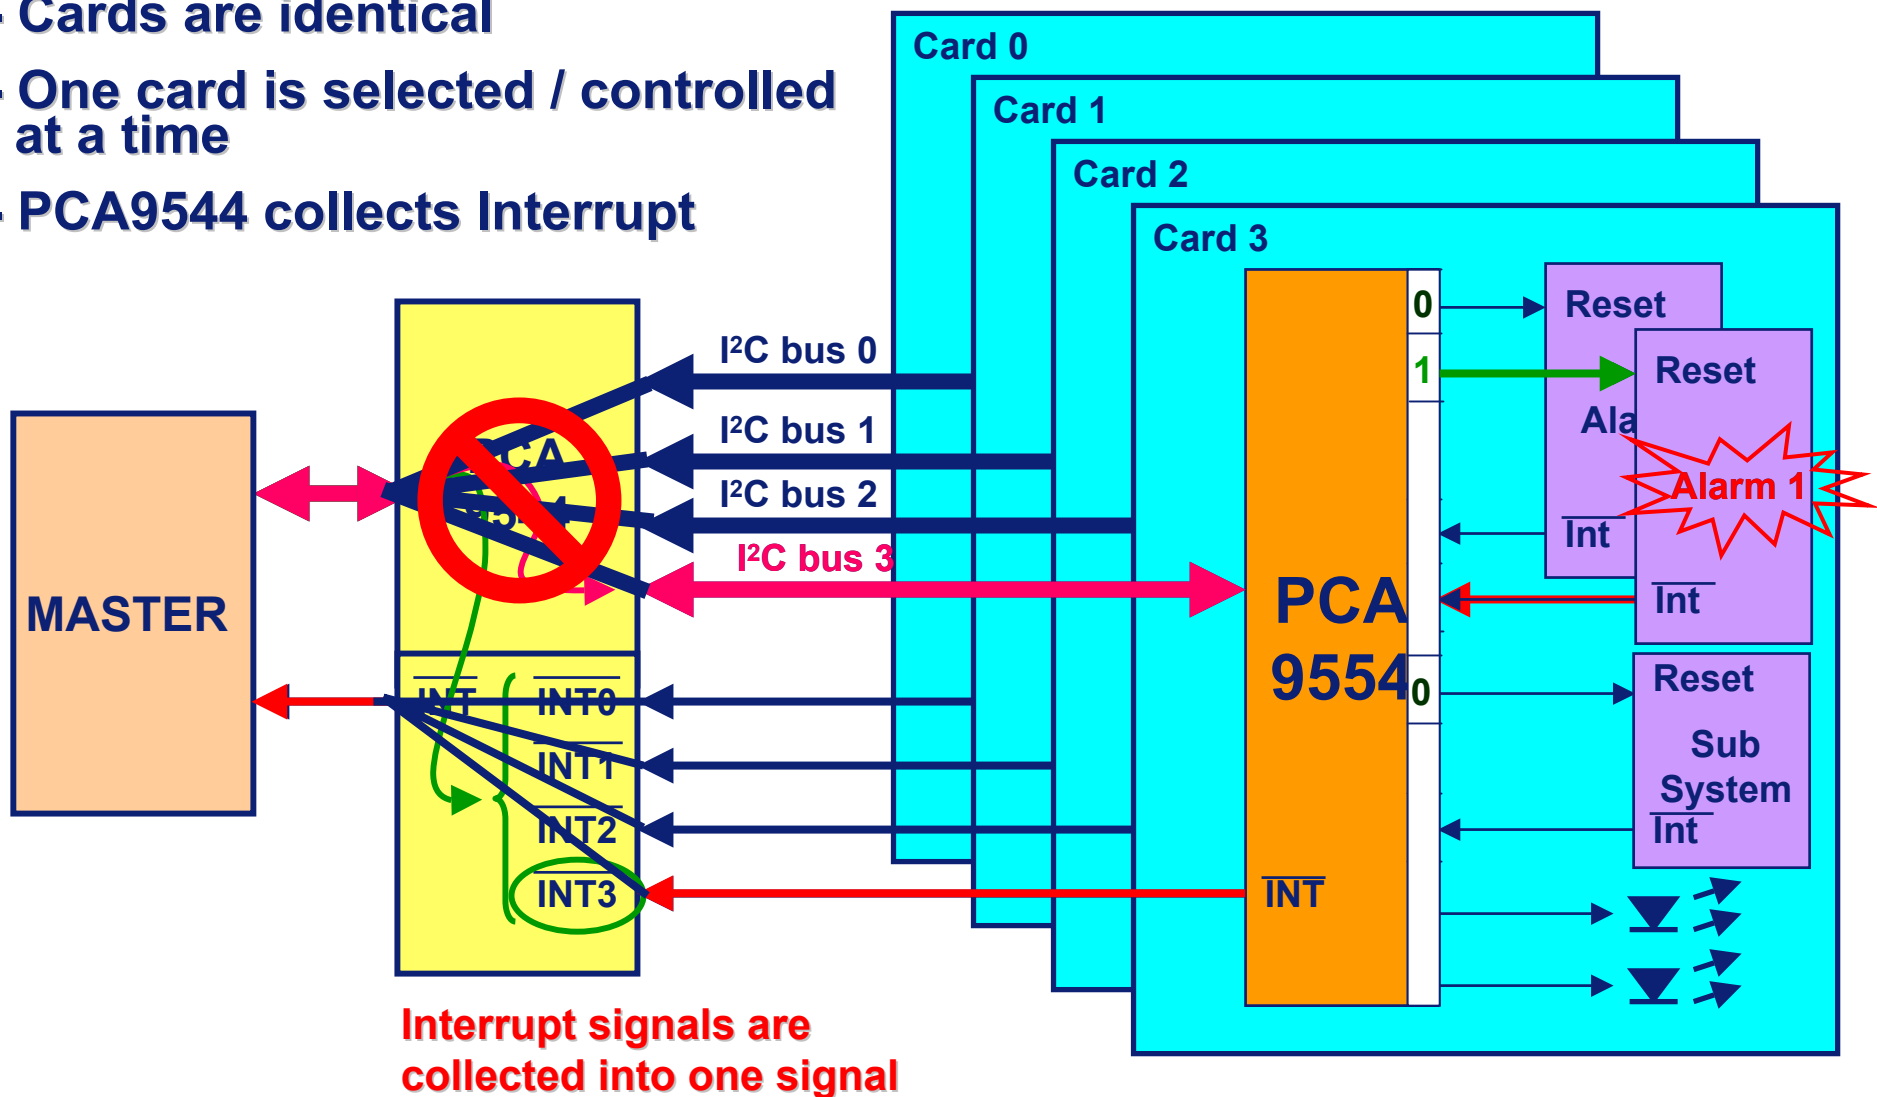 - Cards are identical
- One card is selected / controlled
at a time
- PCA9544 collects Interrupt
Card 0
Card 1
Card 2
Card 3
I²C bus 0
I²C bus 1
I²C bus 2
I²C bus 3
MASTER
INT
INT0
INT1
INT2
INT3
PCA
9554
INT
0
1
0
Reset
Int
Reset
Alarm 1
Int
Reset
Sub
System
Int
Interrupt signals are
collected into one signal